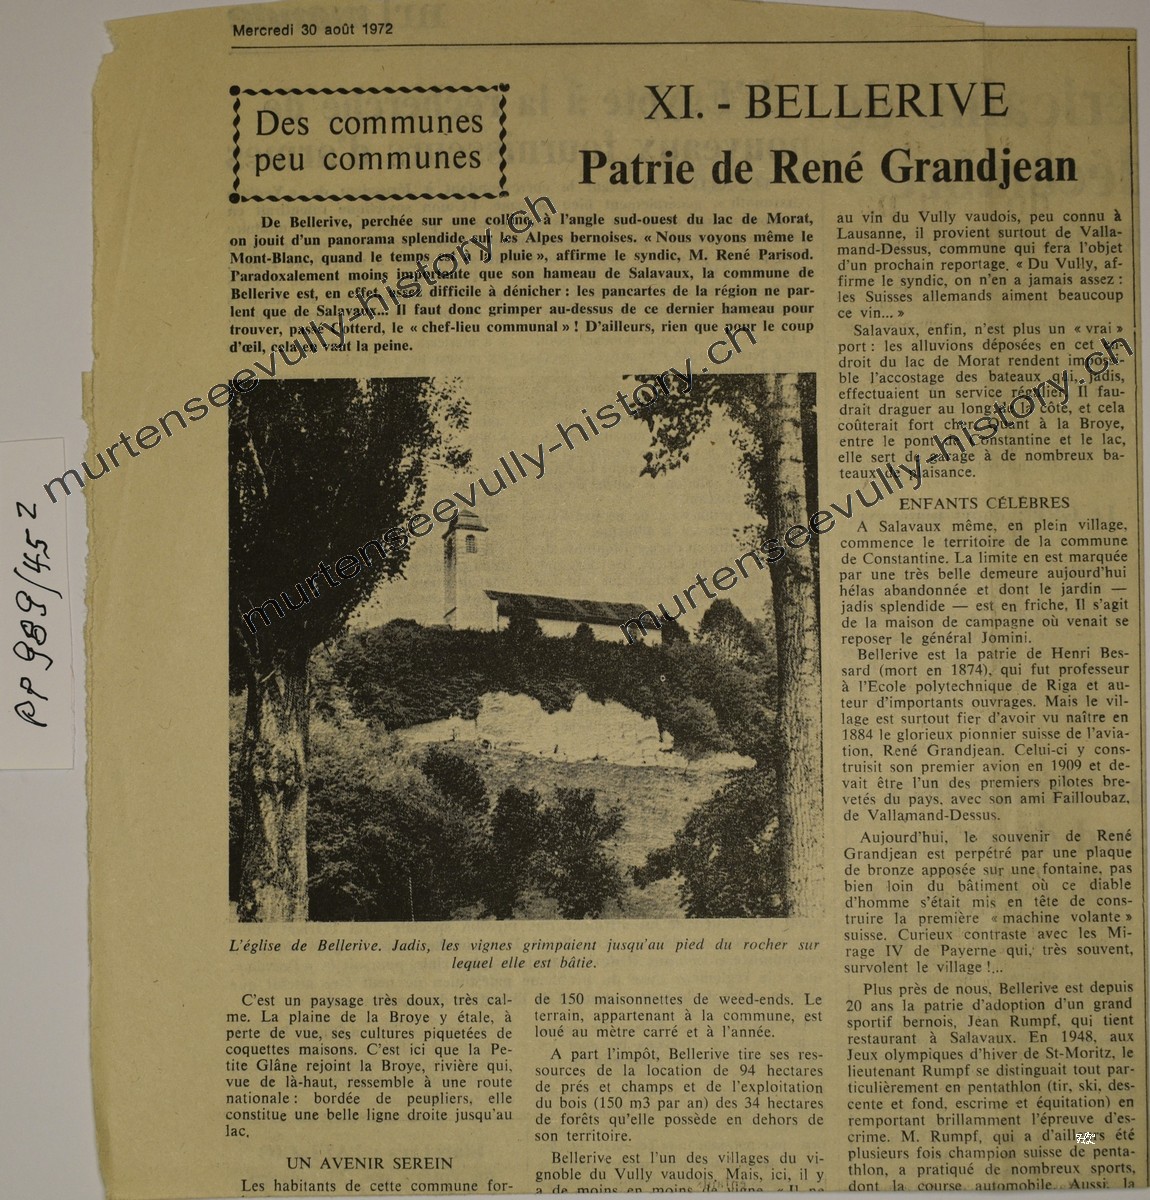 Mercredi 30 août 1972
Des communes
peu communes
XI. - BELLERIVE
Patrie de René Grandjean
De Bellerive, perchée sur une colline, à l'angle sud-ouest du lac de Morat,
on jouit d'un panorama splendide sur les Alpes bernoises. « Nous voyons même le
Mont-Blanc, quand le temps est à la pluie », affirme le syndic, M. René Parisod.
Paradoxalement moins importante que son hameau de Salavaux, la commune de
Bellerive est, en effet, assez difficile à dénicher : les pancartes de la région ne par-
lent que de Salavaux... Il faut donc grimper au-dessus de ce dernier hameau pour
trouver, passé Cotterd, le « chef-lieu communal » ! D'ailleurs, rien que pour le coup
d'œil, cela en vaut la peine.
L'église de Bellerive. Jadis, les vignes grimpaient jusqu'au pied du rocher sur
lequel elle est bâtie.
C'est un paysage très doux, très cal-
me. La plaine de la Broye y étale, à
perte de vue, ses cultures piquetées de
coquettes maisons. C'est ici que la Pe-
tite Glâne rejoint la Broye, rivière qui,
vue de là-haut, ressemble à une route
nationale : bordée de peupliers, elle
constitue une belle ligne droite jusqu'au
lac.
UN AVENIR SEREIN
Les habitants de cette commune for-
de 150 maisonnettes de weed-ends. Le
terrain, appartenant à la commune, est
loué au mètre carré et à l'année.
A part l'impôt, Bellerive tire ses res-
sources de la location de 94 hectares
de prés et champs et de l'exploitation
du bois (150 m3 par an) des 34 hectares
de forêts qu'elle possède en dehors de
son territoire.
Bellerive est l'un des villages du vi-
gnoble du Vully vaudois. Mais, ici, il y
a de moins en moins de vigne. « Il ne
au vin du Vully vaudois, peu connu à
Lausanne, il provient surtout de Valla-
mand-Dessus, commune qui fera l'objet
d'un prochain reportage. « Du Vully, af-
firme le syndic, on n'en a jamais assez :
les Suisses allemands aiment beaucoup
ce vin... »
Salavaux, enfin, n'est plus un « vrai »
port : les alluvions déposées en cet en-
droit du lac de Morat rendent impossi-
ble l'accostage des bateaux qui, jadis,
effectuaient un service régulier. Il fau-
drait draguer au long de la côte, et cela
coûterait fort cher. Quant à la Broye,
entre le pont de Constantine et le lac,
elle sert de garage à de nombreux ba-
teaux de plaisance.
ENFANTS CÉLÈBRES
A Salavaux même, en plein village,
commence le territoire de la commune
de Constantine. La limite en est marquée
par une très belle demeure aujourd'hui
hélas abandonnée et dont le jardin —
jadis splendide — est en friche. Il s'agit
de la maison de campagne où venait se
reposer le général Jomini.
Bellerive est la patrie de Henri Bes-
sard (mort en 1874), qui fut professeur
à l'Ecole polytechnique de Riga et au-
teur d'importants ouvrages. Mais le vil-
lage est surtout fier d'avoir vu naître en
1884 le glorieux pionnier suisse de l'avia-
tion, René Grandjean. Celui-ci y cons-
truisit son premier avion en 1909 et de-
vait être l'un des premiers pilotes bre-
vetés du pays, avec son ami Failloubaz,
de Vallamand-Dessus.
Aujourd'hui, le souvenir de René
Grandjean est perpétré par une plaque
de bronze apposée sur une fontaine, pas
bien loin du bâtiment où ce diable
d'homme s'était mis en tête de cons-
truire la première « machine volante »
suisse. Curieux contraste avec les Mi-
rage IV de Payerne qui, très souvent,
survolent le village !...
Plus près de nous, Bellerive est depuis
20 ans la patrie d'adoption d'un grand
sportif bernois, Jean Rumpf, qui tient
restaurant à Salavaux. En 1948, aux
Jeux olympiques d'hiver de St-Moritz, le
lieutenant Rumpf se distinguait tout par-
ticulièrement en pentathlon (tir, ski, des-
cente et fond, escrime et équitation) en
remportant brillamment l'épreuve d'es-
crime. M. Rumpf, qui a d'ailleurs été
plusieurs fois champion suisse de penta-
thlon, a pratiqué de nombreux sports,
dont la course automobile. Aussi la
PP 989/45-2
murtenseevully-history.ch
murtenseevully-history.ch
murtenseevully-history.ch